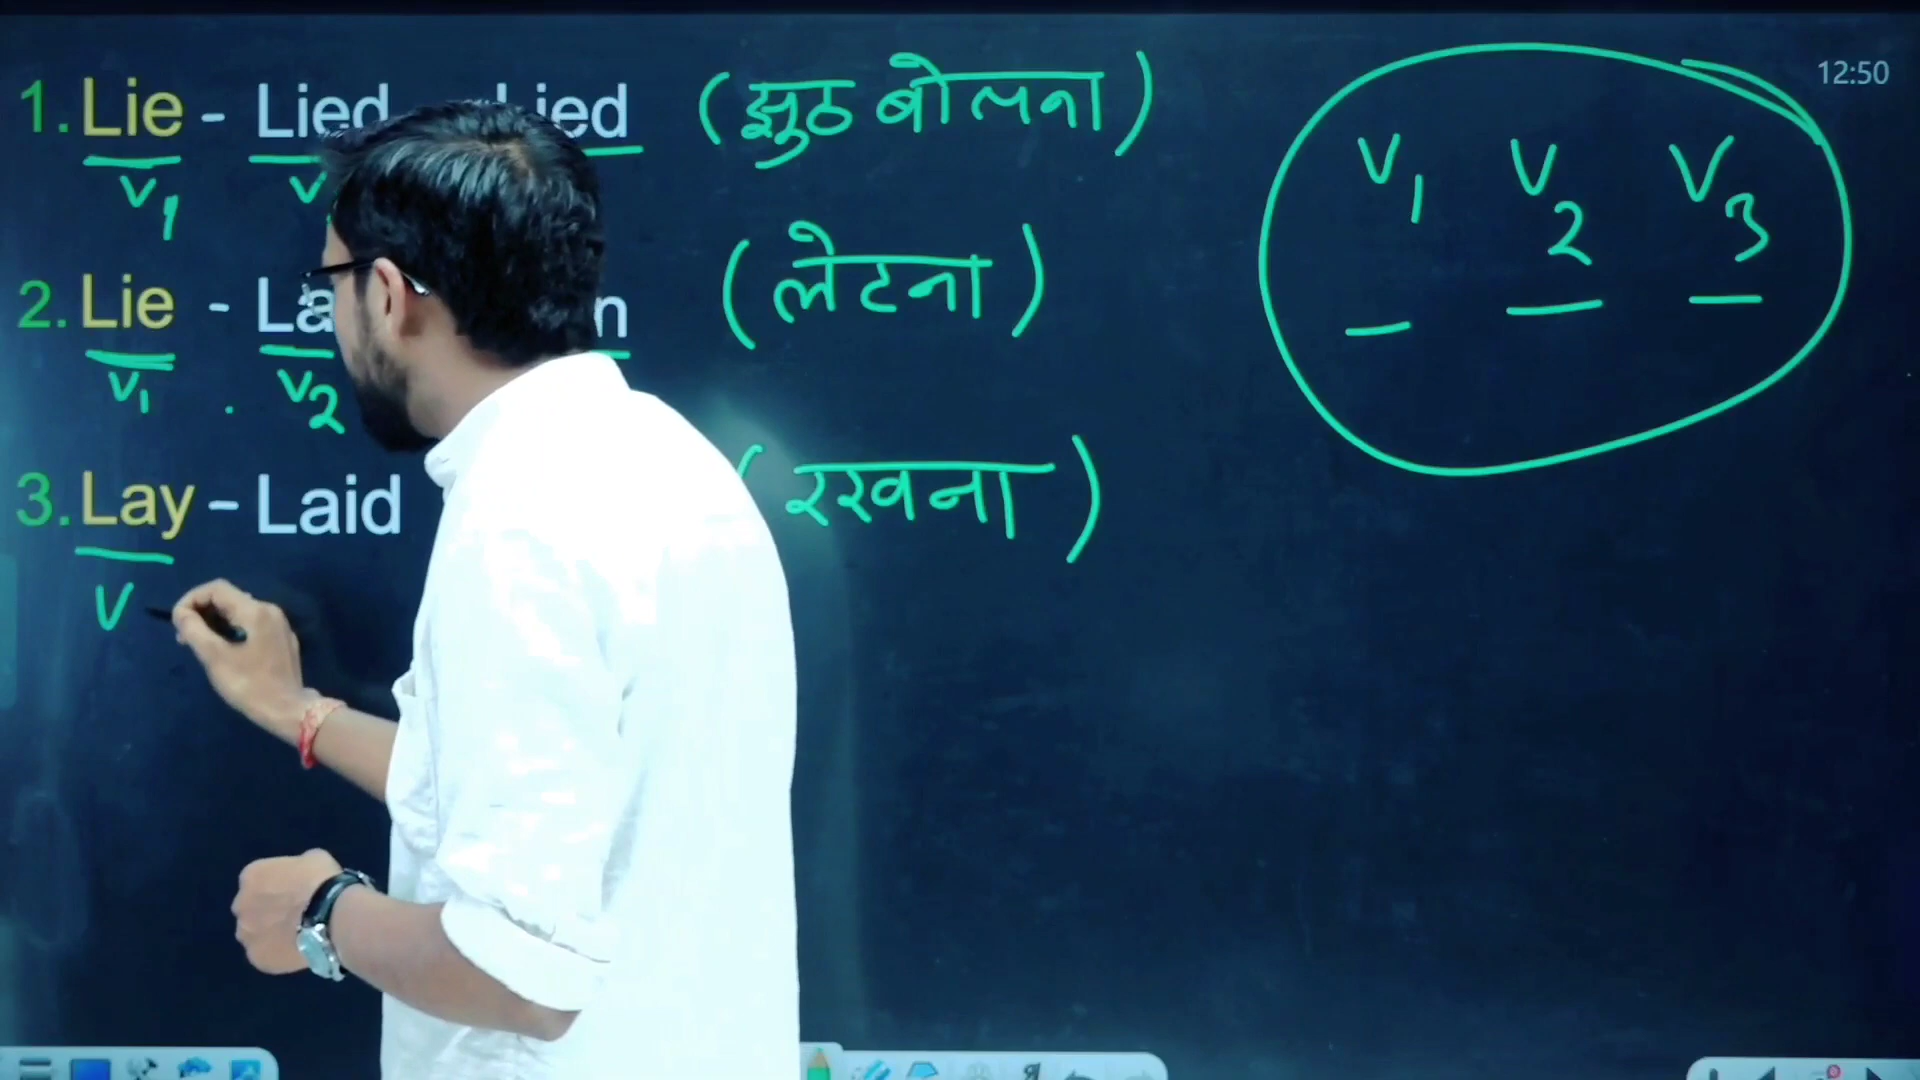 12:50
1. Lie - Lied Lied (झुठ बोलना)
V1 V
V1 V2 V3
2. Lie - (लेटना)
V1 V2
3. Lay - Laid (रखना)
V